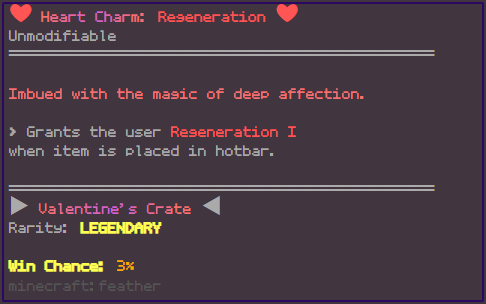 ❤ Heart Charm: Regeneration ❤
Unmodifiable
Imbued with the magic of deep affection.
> Grants the user Regeneration I
when item is placed in hotbar.
▶ Valentine's Crate ◀
Rarity: LEGENDARY
Win Chance: 3%
minecraft:feather